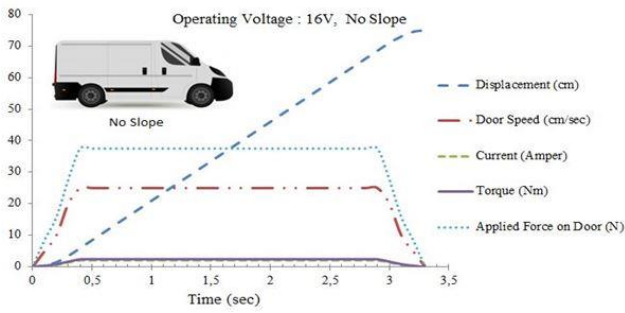 Operating Voltage : 16V, No Slope
80
70
60
50
40
30
20
10
0
No Slope
0
0,5
1
1,5
2
2,5
3
3,5
Time (sec)
Displacement (cm)
Door Speed (cm/sec)
Current (Amper)
Torque (Nm)
Applied Force on Door (N)